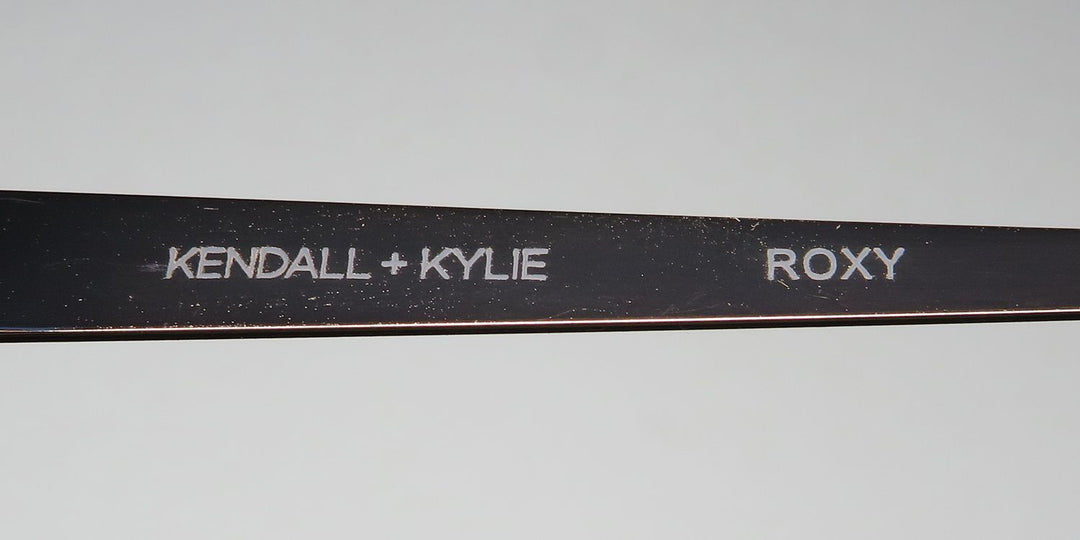 KENDALL + KYLIE ROXY